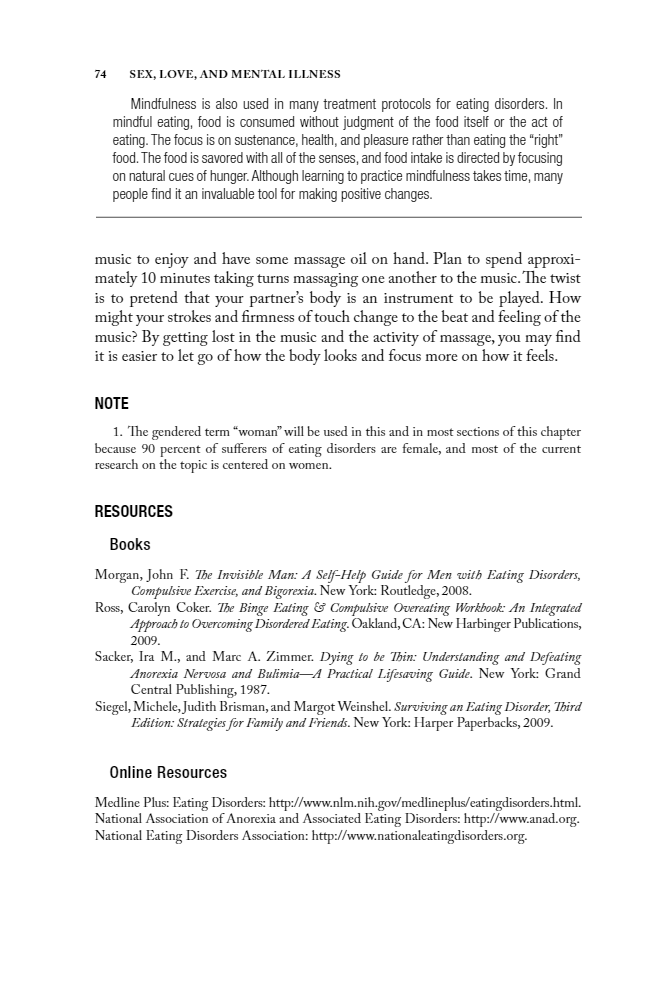 74 SEX, LOVE, AND MENTAL ILLNESS
Mindfulness is also used in many treatment protocols for eating disorders. In
mindful eating, food is consumed without judgment of the food itself or the act of
eating. The focus is on sustenance, health, and pleasure rather than eating the “right”
food. The food is savored with all of the senses, and food intake is directed by focusing
on natural cues of hunger. Although learning to practice mindfulness takes time, many
people find it an invaluable tool for making positive changes.
music to enjoy and have some massage oil on hand. Plan to spend approxi-
mately 10 minutes taking turns massaging one another to the music. The twist
is to pretend that your partner’s body is an instrument to be played. How
might your strokes and firmness of touch change to the beat and feeling of the
music? By getting lost in the music and the activity of massage, you may find
it is easier to let go of how the body looks and focus more on how it feels.
NOTE
1. The gendered term “woman” will be used in this and in most sections of this chapter
because 90 percent of sufferers of eating disorders are female, and most of the current
research on the topic is centered on women.
RESOURCES
Books
Morgan, John F. The Invisible Man: A Self-Help Guide for Men with Eating Disorders,
Compulsive Exercise, and Bigorexia. New York: Routledge, 2008.
Ross, Carolyn Coker. The Binge Eating & Compulsive Overeating Workbook: An Integrated
Approach to Overcoming Disordered Eating. Oakland, CA: New Harbinger Publications,
2009.
Sacker, Ira M., and Marc A. Zimmer. Dying to be Thin: Understanding and Defeating
Anorexia Nervosa and Bulimia—A Practical Lifesaving Guide. New York: Grand
Central Publishing, 1987.
Siegel, Michele, Judith Brisman, and Margot Weinshel. Surviving an Eating Disorder, Third
Edition: Strategies for Family and Friends. New York: Harper Paperbacks, 2009.
Online Resources
Medline Plus: Eating Disorders: http://www.nlm.nih.gov/medlineplus/eatingdisorders.html.
National Association of Anorexia and Associated Eating Disorders: http://www.anad.org.
National Eating Disorders Association: http://www.nationaleatingdisorders.org.